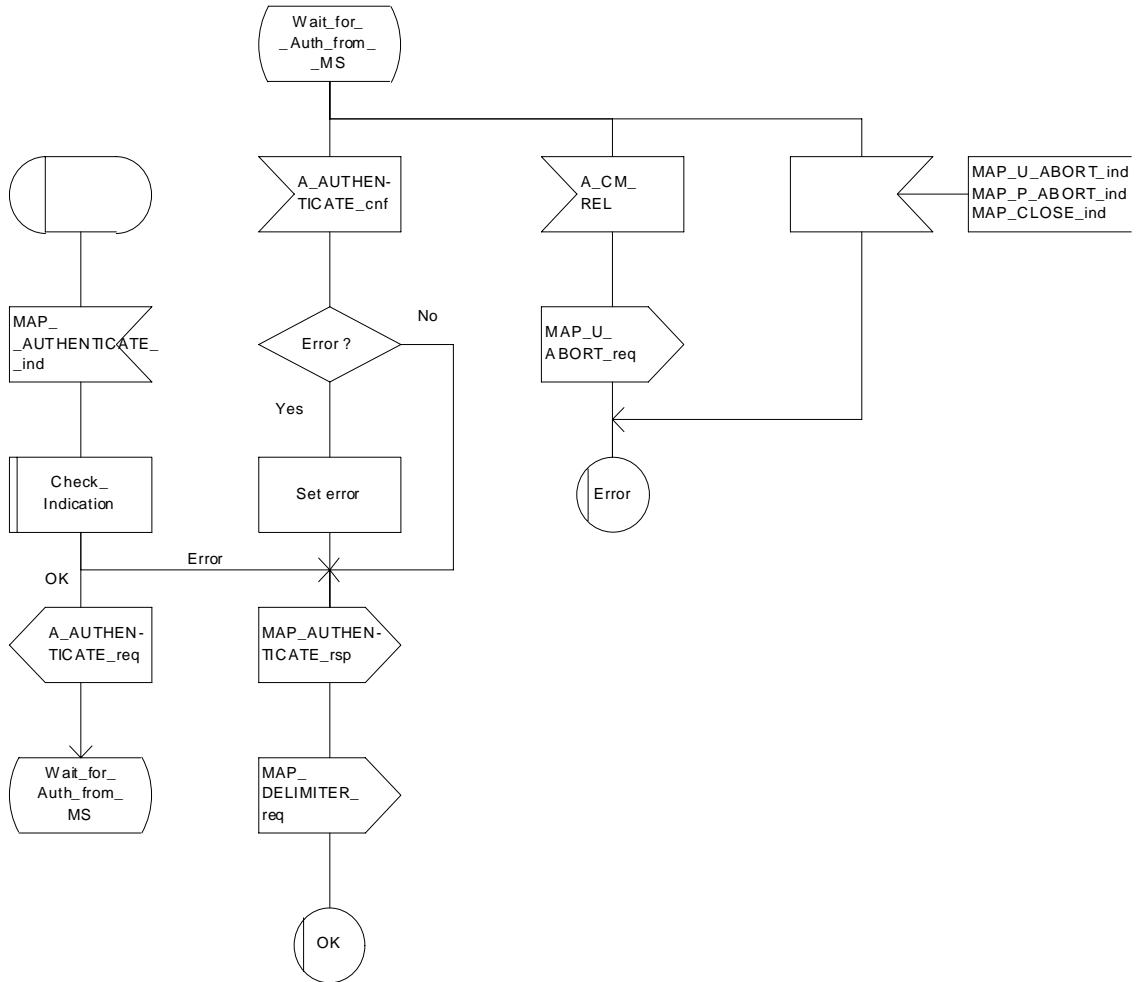 Wait_for_
_Auth_from_
_MS
A_AUTHEN-
TICATE_cnf
A_CM_
REL
MAP_U_ABORT_ind
MAP_P_ABORT_ind
MAP_CLOSE_ind
MAP_
_AUTHENTICATE_
_ind
Error ?
No
Yes
MAP_U_
ABORT_req
Check_
Indication
Set error
Error
Error
OK
A_AUTHEN-
TICATE_req
MAP_AUTHEN-
TICATE_rsp
Wait_for_
Auth_from_
MS
MAP_
DELIMITER_
req
OK